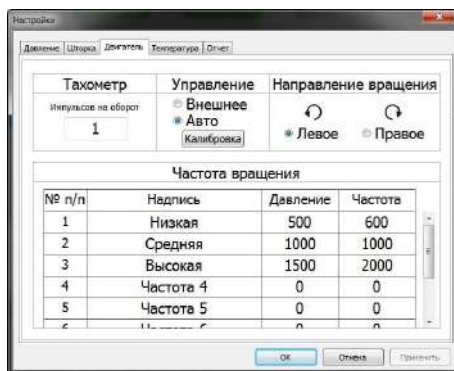 Настройки
Давление Шторка Двигатель Температура Отчет
Тахометр Управление Направление вращения
Импульсов на оборот
1
Внешнее
Авто
Калибровка
Левое Правое
Частота вращения
№ п/п Надпись Давление Частота
1 Низкая 500 600
2 Средняя 1000 1000
3 Высокая 1500 2000
4 Частота 4 0 0
5 Частота 5 0 0
OK Отмена Применить